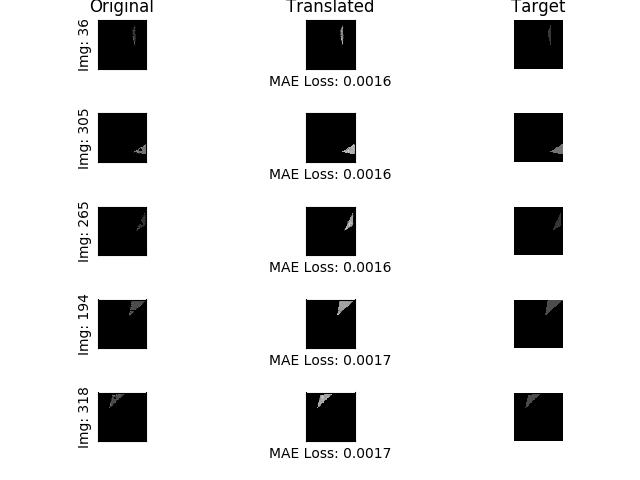 Original Translated Target
Img: 36
MAE Loss: 0.0016
Img: 305
MAE Loss: 0.0016
Img: 265
MAE Loss: 0.0016
Img: 194
MAE Loss: 0.0017
Img: 318
MAE Loss: 0.0017